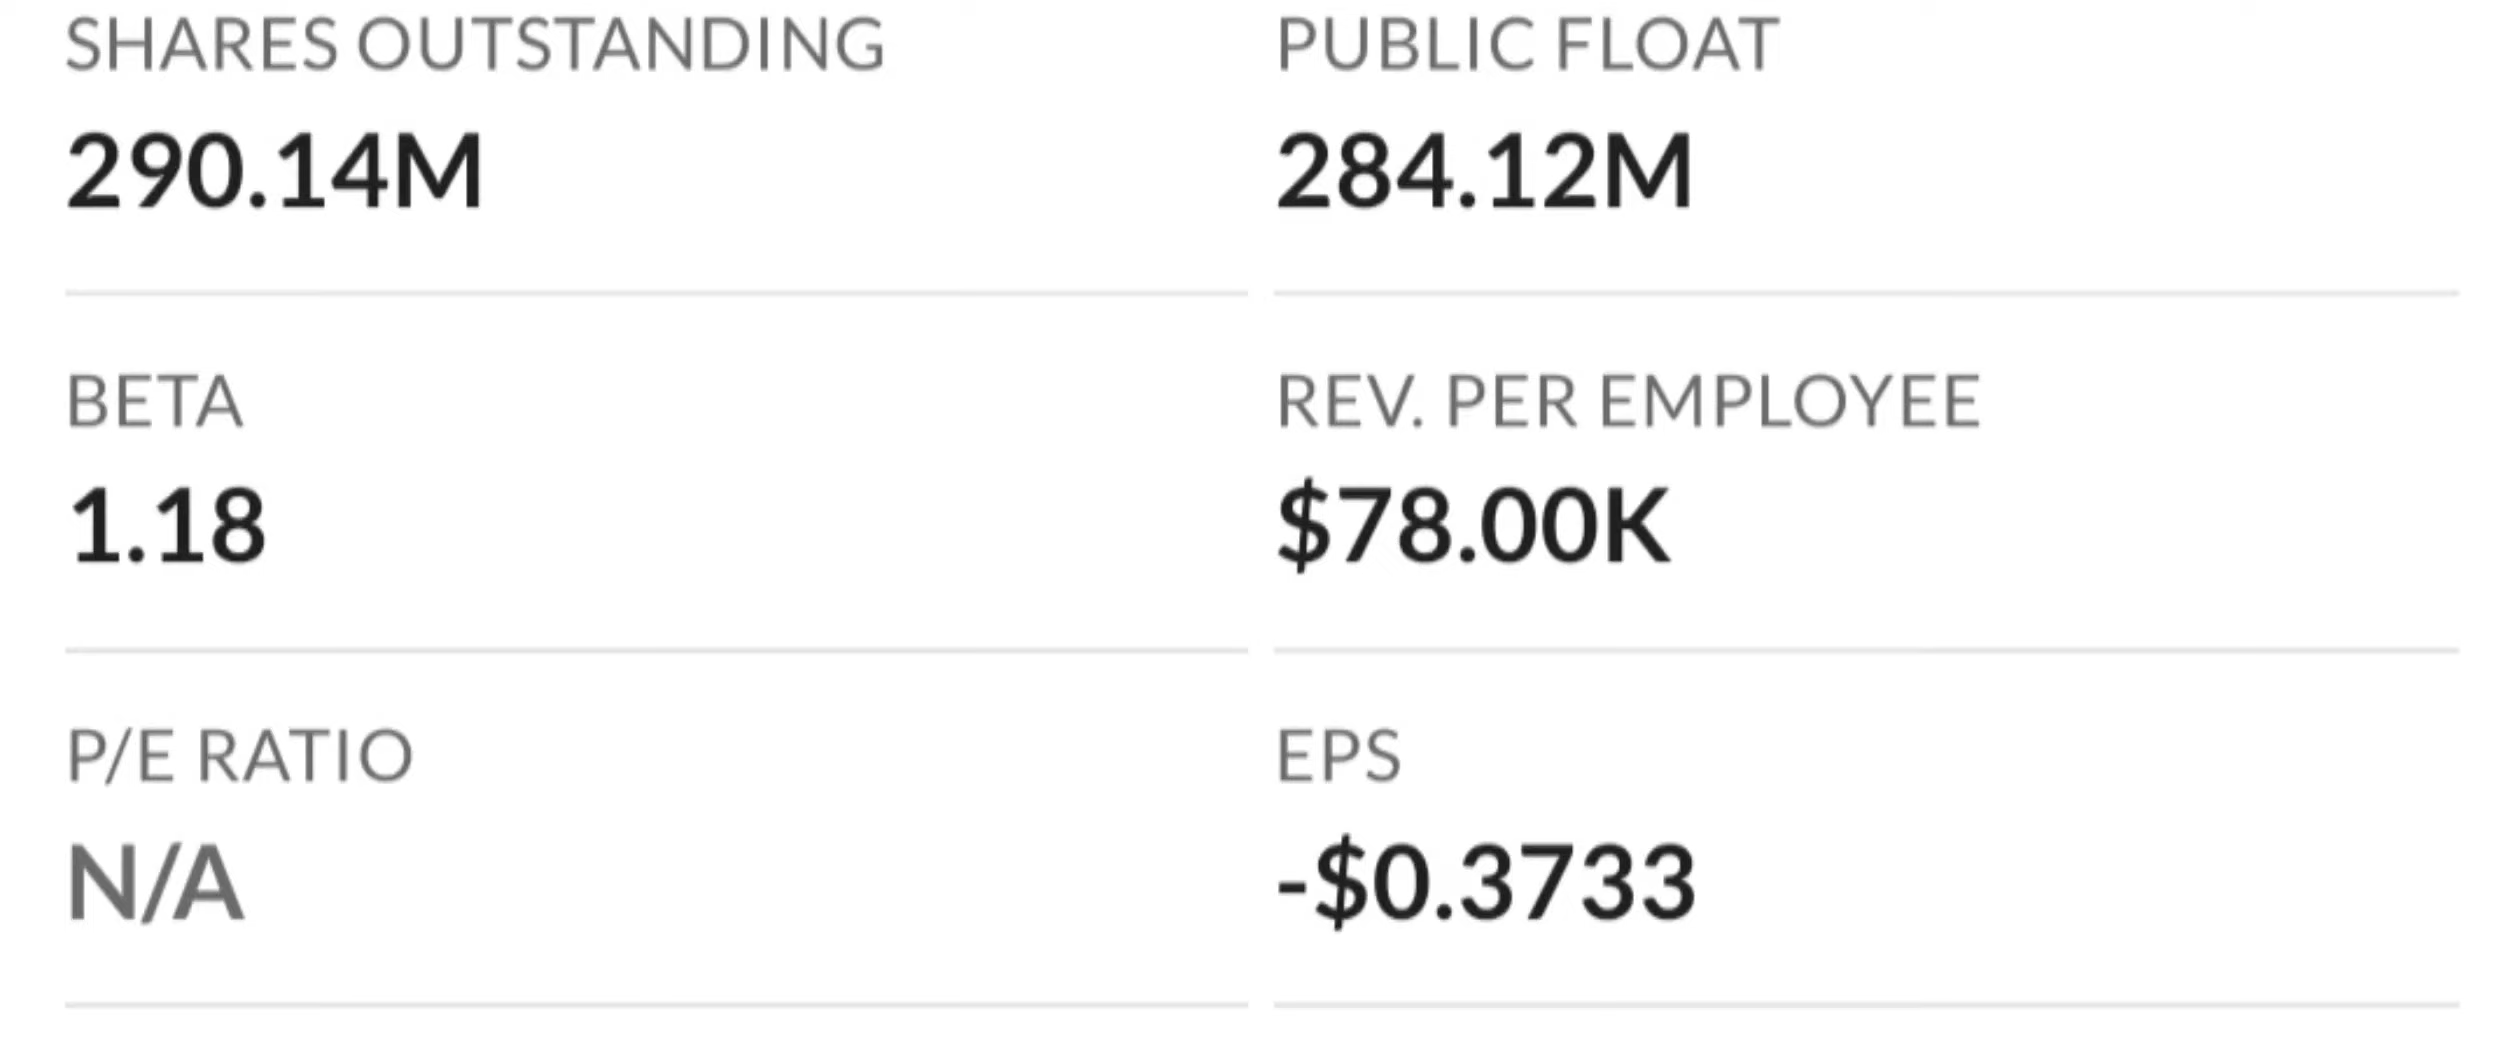 SHARES OUTSTANDING
290.14M
PUBLIC FLOAT
284.12M
BETA
1.18
REV. PER EMPLOYEE
$78.00K
P/E RATIO
N/A
EPS
-$0.3733